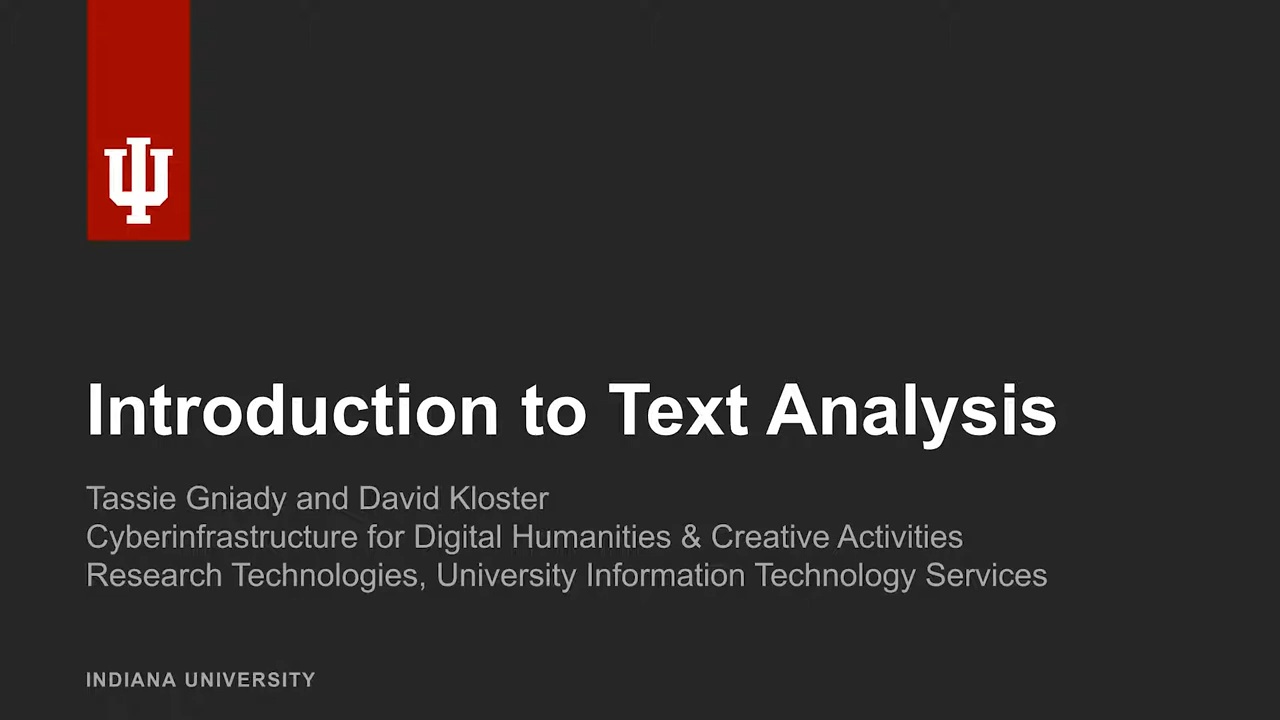 Introduction to Text Analysis
Tassie Gniady and David Kloster
Cyberinfrastructure for Digital Humanities & Creative Activities
Research Technologies, University Information Technology Services
INDIANA UNIVERSITY